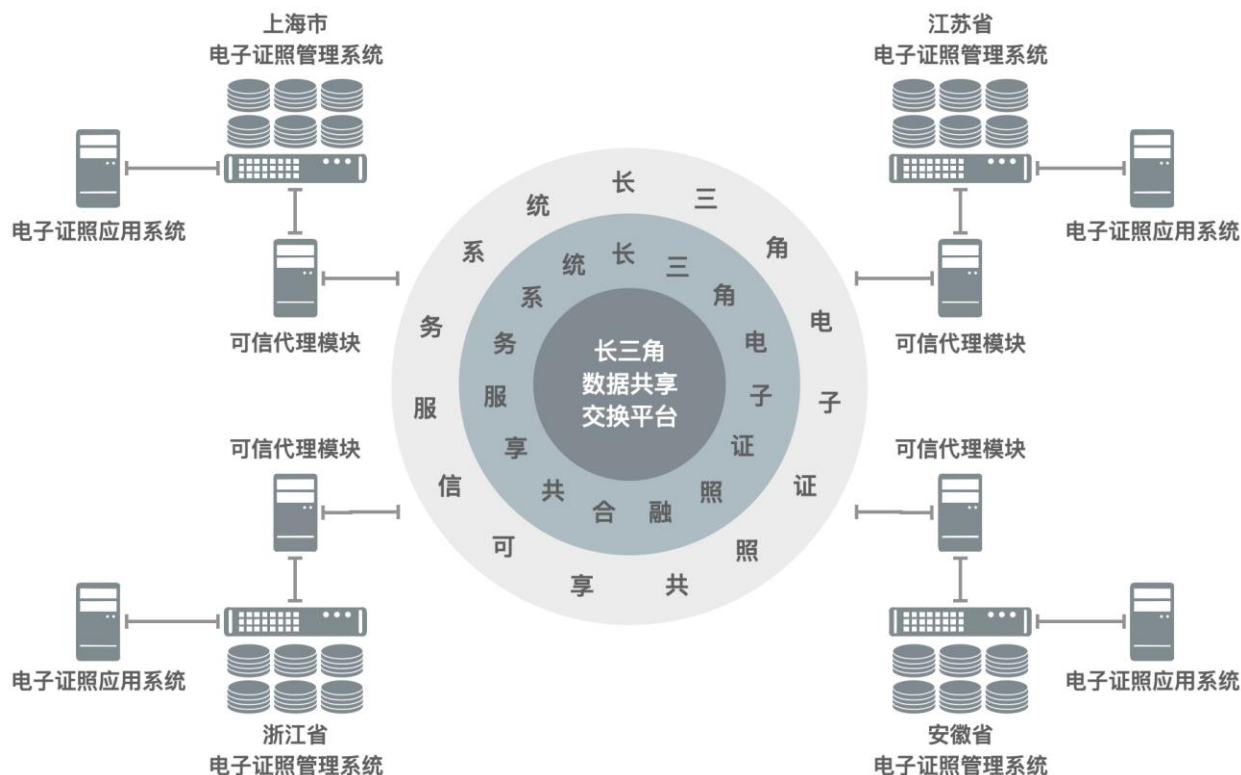 上海市
电子证照管理系统
江苏省
电子证照管理系统
电子证照应用系统
电子证照应用系统
可信代理模块
可信代理模块
长三角电子证照共享可信服务系统
长三角电子证照融合共享服务系统
长三角
数据共享
交换平台
可信代理模块
可信代理模块
电子证照应用系统
电子证照应用系统
浙江省
电子证照管理系统
安徽省
电子证照管理系统